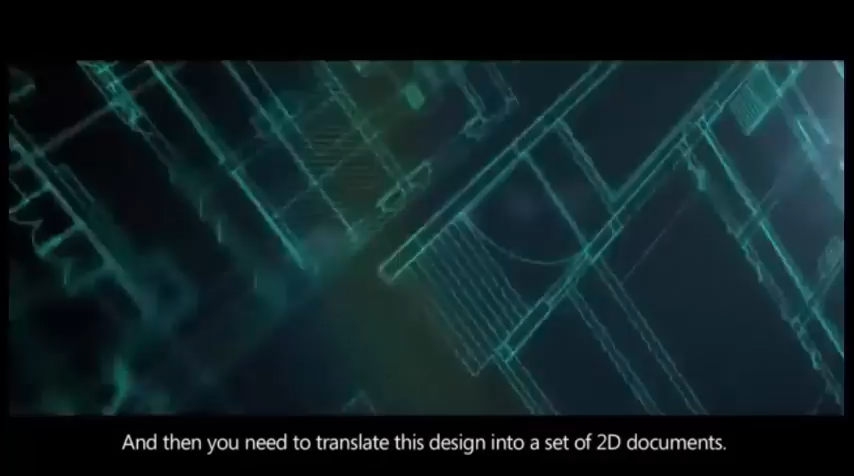 And then you need to translate this design into a set of 2D documents.